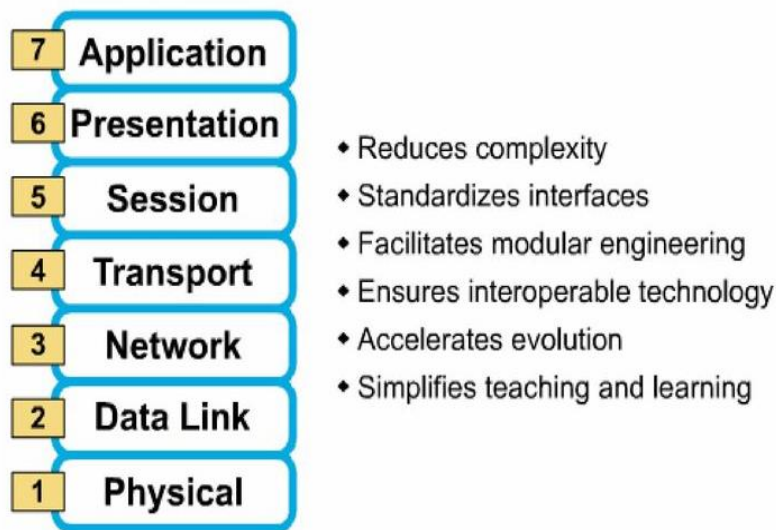 7 Application
6 Presentation
5 Session
4 Transport
3 Network
2 Data Link
1 Physical
◆ Reduces complexity
◆ Standardizes interfaces
◆ Facilitates modular engineering
◆ Ensures interoperable technology
◆ Accelerates evolution
◆ Simplifies teaching and learning